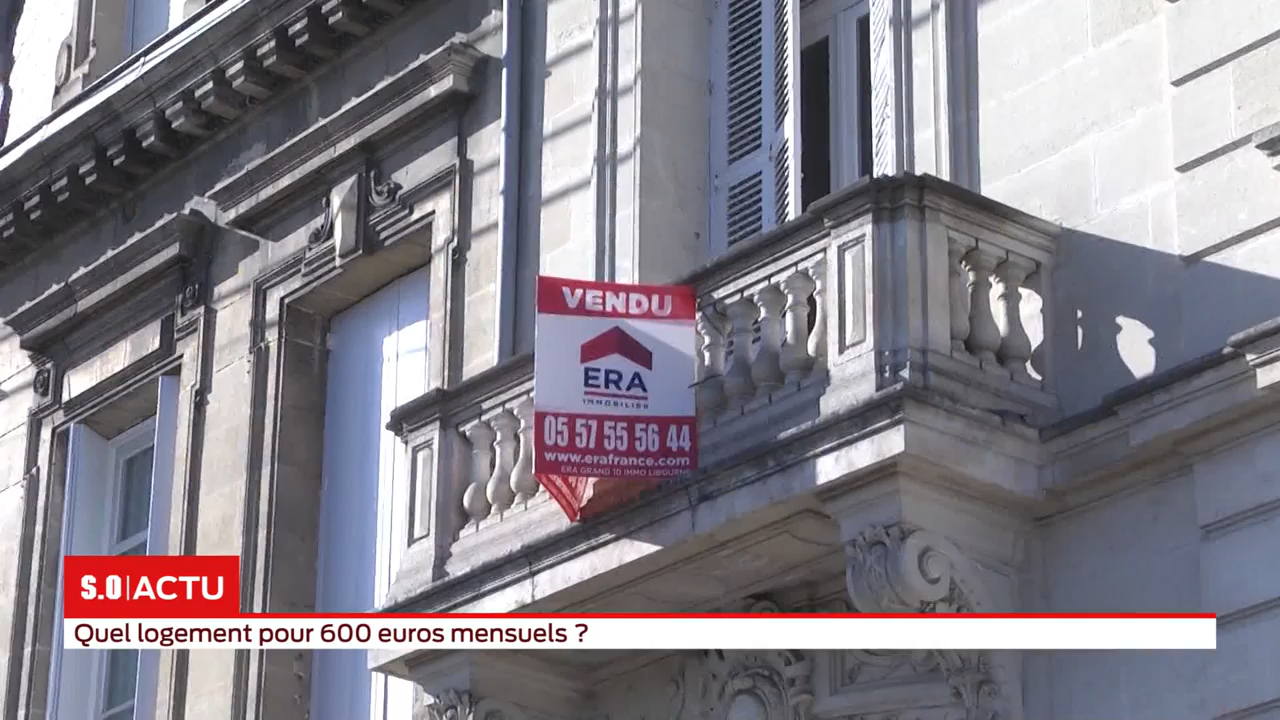 VENDU
ERA
IMMOBILIER
05 57 55 56 44
www.erafrance.com
ERA GRAND 10 IMMO LIBOURNE
S.O|ACTU
Quel logement pour 600 euros mensuels ?